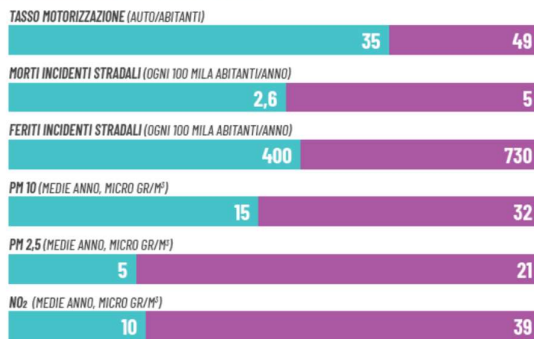 TASSO MOTORIZZAZIONE (AUTO/ABITANTI)
35 49
MORTI INCIDENTI STRADALI (OGNI 100 MILA ABITANTI/ANNO)
2,6 5
FERITI INCIDENTI STRADALI (OGNI 100 MILA ABITANTI/ANNO)
400 730
PM 10 (MEDIE ANNO, MICRO GR/M³)
15 32
PM 2,5 (MEDIE ANNO, MICRO GR/M³)
5 21
NO₂ (MEDIE ANNO, MICRO GR/M³)
10 39